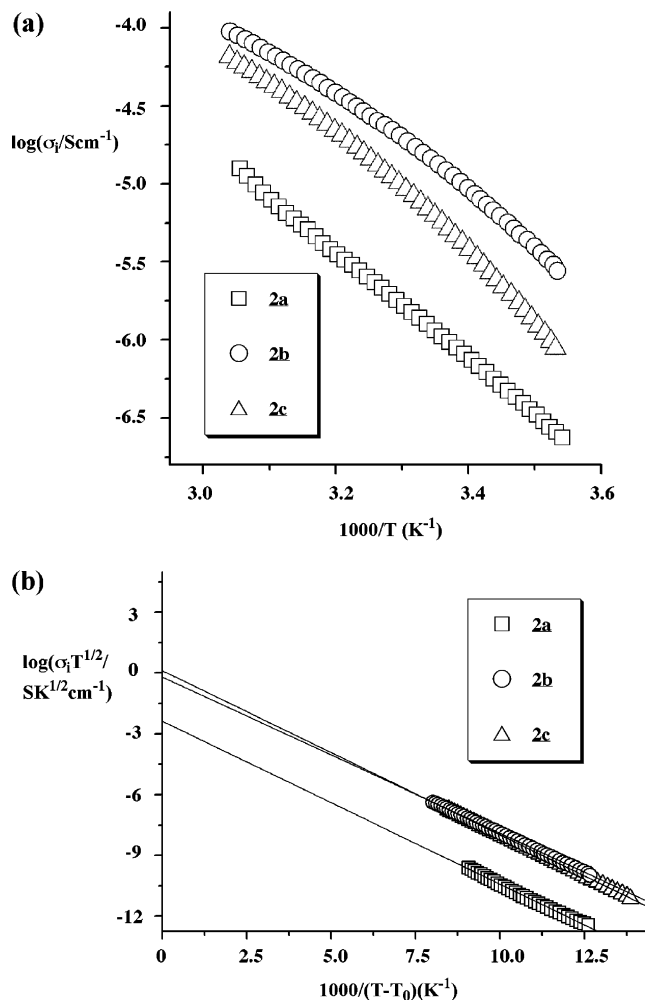 (a)
-4.0
-4.5
log(σi/Scm-1)
-5.0
-5.5
2a
-6.0
2b
-6.5
2c
3.0 3.2 3.4 3.6
1000/T (K-1)
(b)
3
2a
log(σiT1/2/
SK1/2cm-1)
0
2b
-3
2c
-6
-9
-12
0 2.5 5.0 7.5 10.0 12.5
1000/(T-T0)(K-1)